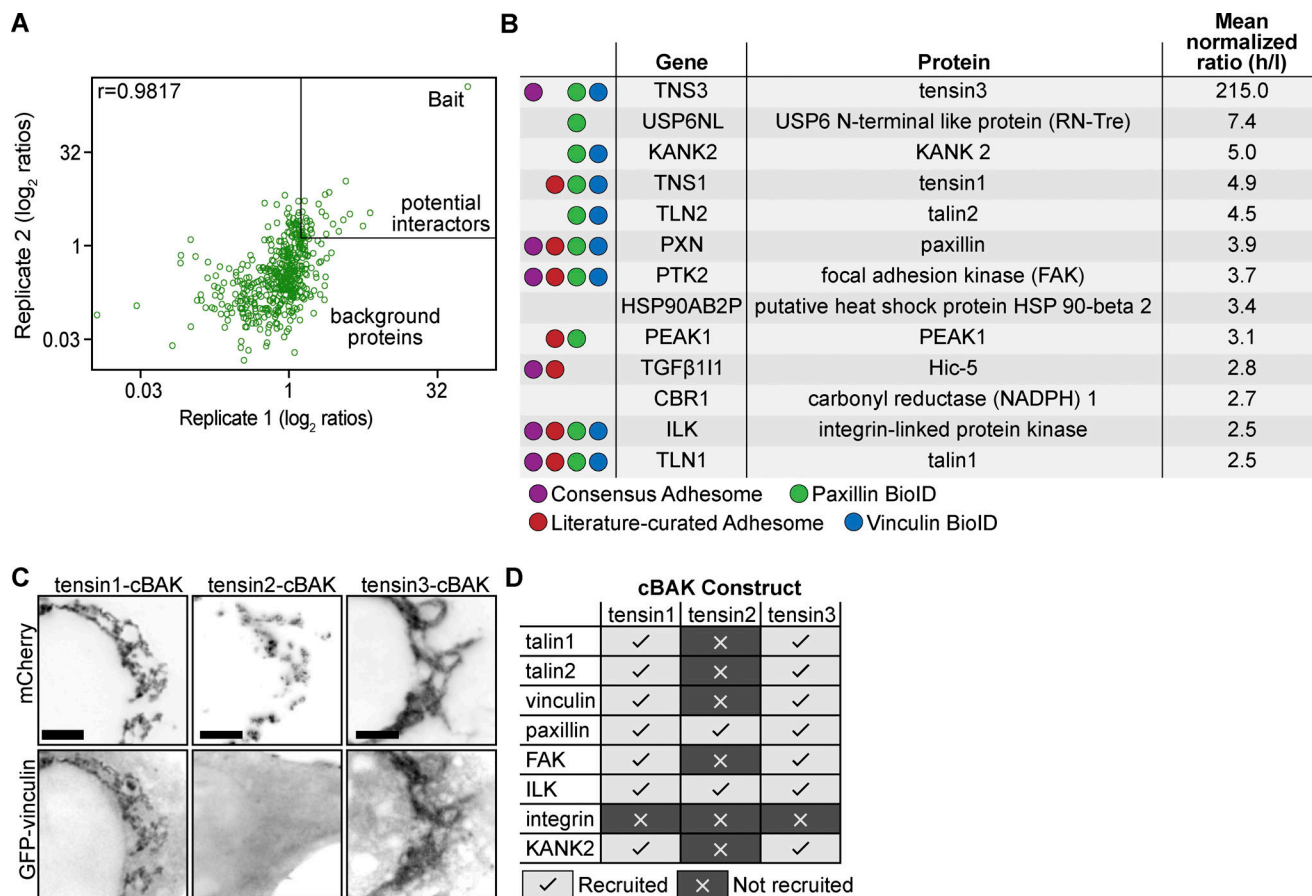 A
r=0.9817
Bait
potential
interactors
background
proteins
32
1
0.03
0.03
1
32
Replicate 2 (log2 ratios)
Replicate 1 (log2 ratios)
B
Gene Protein Mean normalized ratio (h/l)
TNS3 tensin3 215.0
USP6NL USP6 N-terminal like protein (RN-Tre) 7.4
KANK2 KANK 2 5.0
TNS1 tensin1 4.9
TLN2 talin2 4.5
PXN paxillin 3.9
PTK2 focal adhesion kinase (FAK) 3.7
HSP90AB2P putative heat shock protein HSP 90-beta 2 3.4
PEAK1 PEAK1 3.1
TGFβ1I1 Hic-5 2.8
CBR1 carbonyl reductase (NADPH) 1 2.7
ILK integrin-linked protein kinase 2.5
TLN1 talin1 2.5
Consensus Adhesome Paxillin BioID
Literature-curated Adhesome Vinculin BioID
C
tensin1-cBAK tensin2-cBAK tensin3-cBAK
mCherry
GFP-vinculin
D
cBAK Construct
tensin1 tensin2 tensin3
talin1 ✓ × ✓
talin2 ✓ × ✓
vinculin ✓ × ✓
paxillin ✓ ✓ ✓
FAK ✓ × ✓
ILK ✓ ✓ ✓
integrin × × ×
KANK2 ✓ × ✓
✓ Recruited × Not recruited